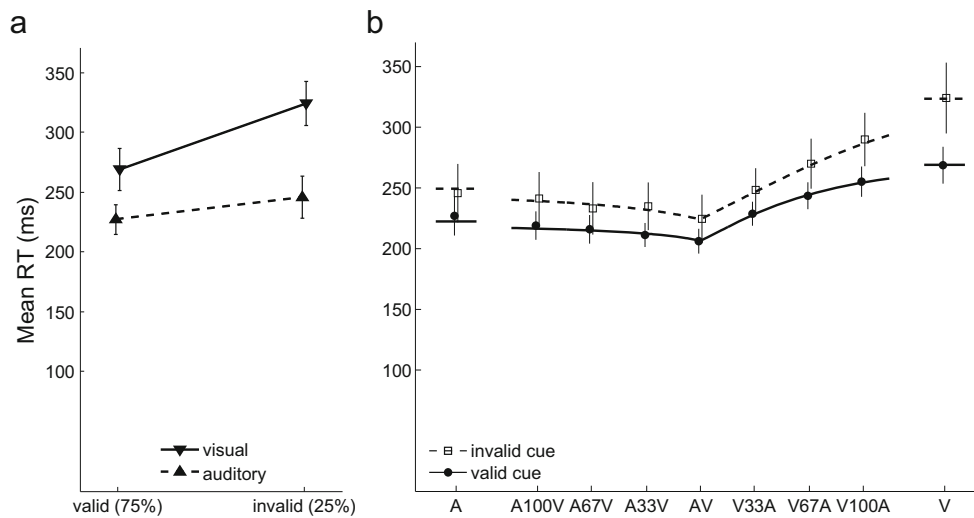 a
350
300
250
200
150
100
Mean RT (ms)
visual
auditory
valid (75%)
invalid (25%)
b
350
300
250
200
150
100
invalid cue
valid cue
A A100V A67V A33V AV V33A V67A V100A V